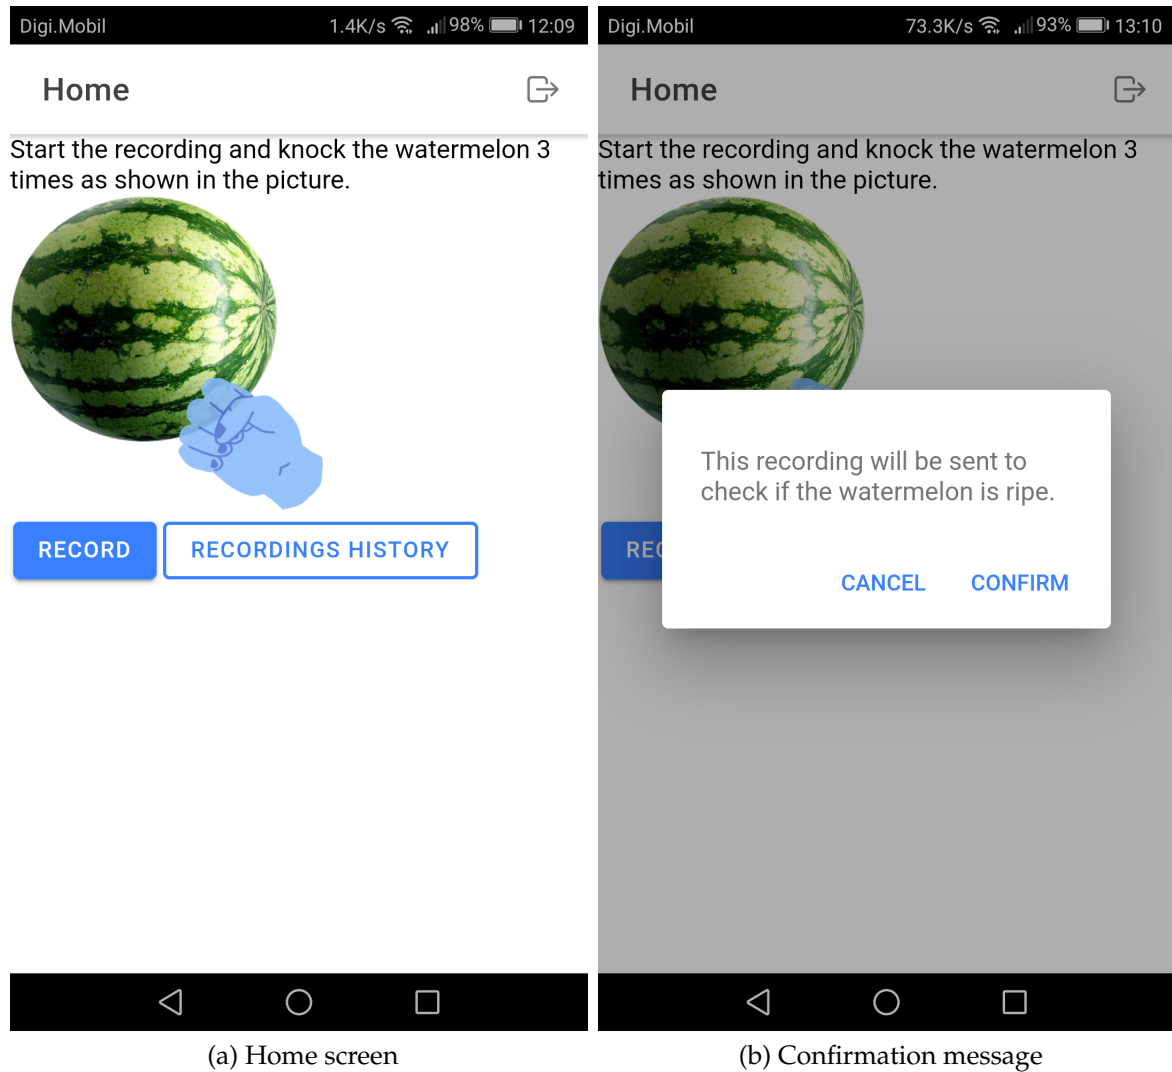 Digi.Mobil 1.4K/s 98% 12:09
Home
Start the recording and knock the watermelon 3
times as shown in the picture.
RECORD RECORDINGS HISTORY
(a) Home screen
Digi.Mobil 73.3K/s 93% 13:10
Home
Start the recording and knock the watermelon 3
times as shown in the picture.
This recording will be sent to
check if the watermelon is ripe.
REC
CANCEL CONFIRM
(b) Confirmation message